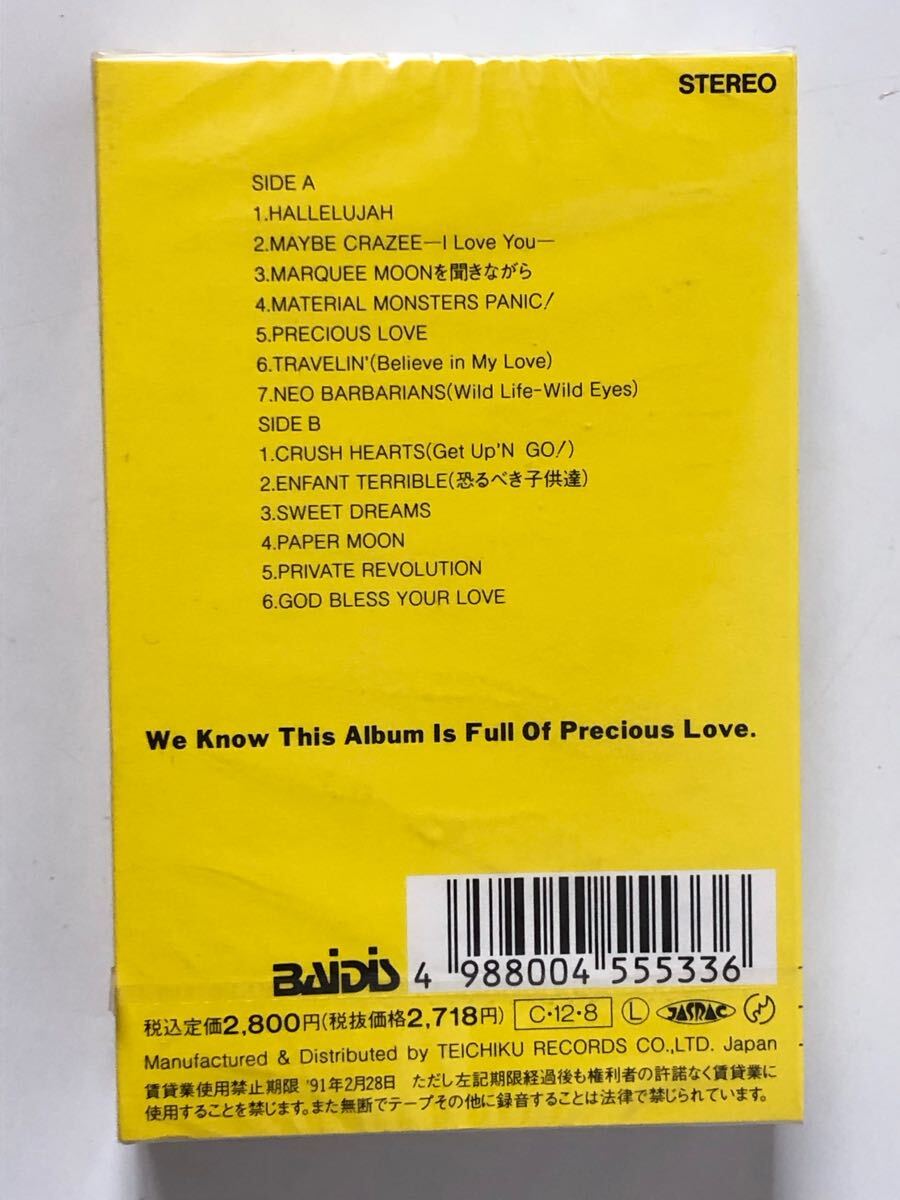 STEREO
SIDE A
1.HALLELUJAH
2.MAYBE CRAZEE—I Love You—
3.MARQUEE MOONを聞きながら
4.MATERIAL MONSTERS PANIC!
5.PRECIOUS LOVE
6.TRAVELIN'(Believe in My Love)
7.NEO BARBARIANS(Wild Life-Wild Eyes)
SIDE B
1.CRUSH HEARTS(Get Up'N GO!)
2.ENFANT TERRIBLE(恐るべき子供達)
3.SWEET DREAMS
4.PAPER MOON
5.PRIVATE REVOLUTION
6.GOD BLESS YOUR LOVE
We Know This Album Is Full Of Precious Love.
BAIDIS
4 988004 555336
税込定価2,800円(税抜価格2,718円) C・12・8 L JASRAC
Manufactured & Distributed by TEICHIKU RECORDS CO.,LTD. Japan
賃貸業使用禁止期限 '91年2月28日 ただし左記期限経過後も権利者の許諾なく賃貸業に
使用することを禁じます。また無断でテープその他に録音することは法律で禁じられています。